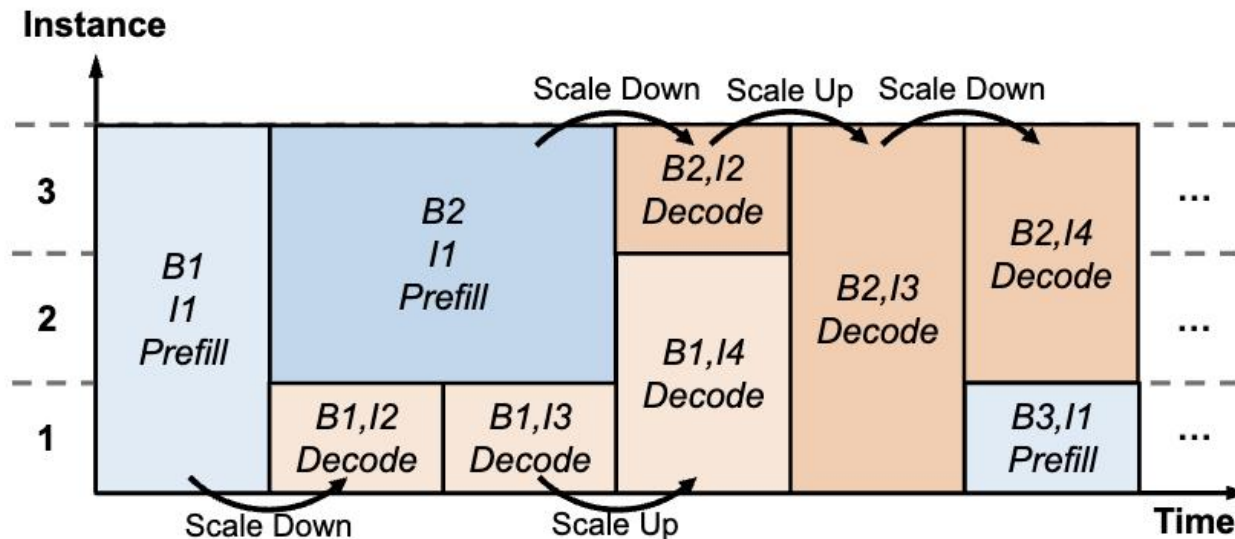 Instance
Scale Down
Scale Up
Scale Down
3
2
1
B1
I1
Prefill
B2
I1
Prefill
B1,I2
Decode
B1,I3
Decode
B2,I2
Decode
B1,I4
Decode
B2,I3
Decode
B2,I4
Decode
B3,I1
Prefill
...
...
...
Scale Down
Scale Up
Time